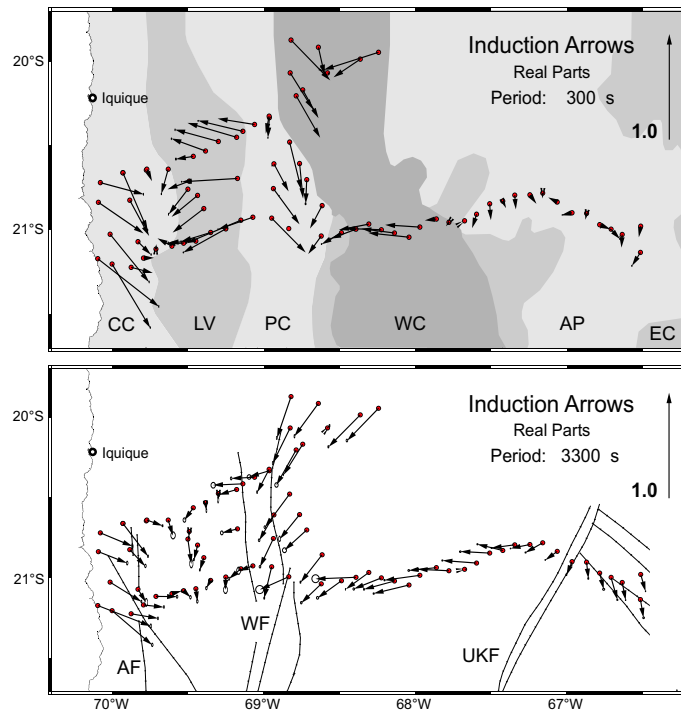 20°S
Induction Arrows
Real Parts
Period: 300 s
Iquique
1.0
21°S
CC
LV
PC
WC
AP
EC
20°S
Induction Arrows
Real Parts
Period: 3300 s
Iquique
1.0
21°S
WF
AF
UKF
70°W
69°W
68°W
67°W